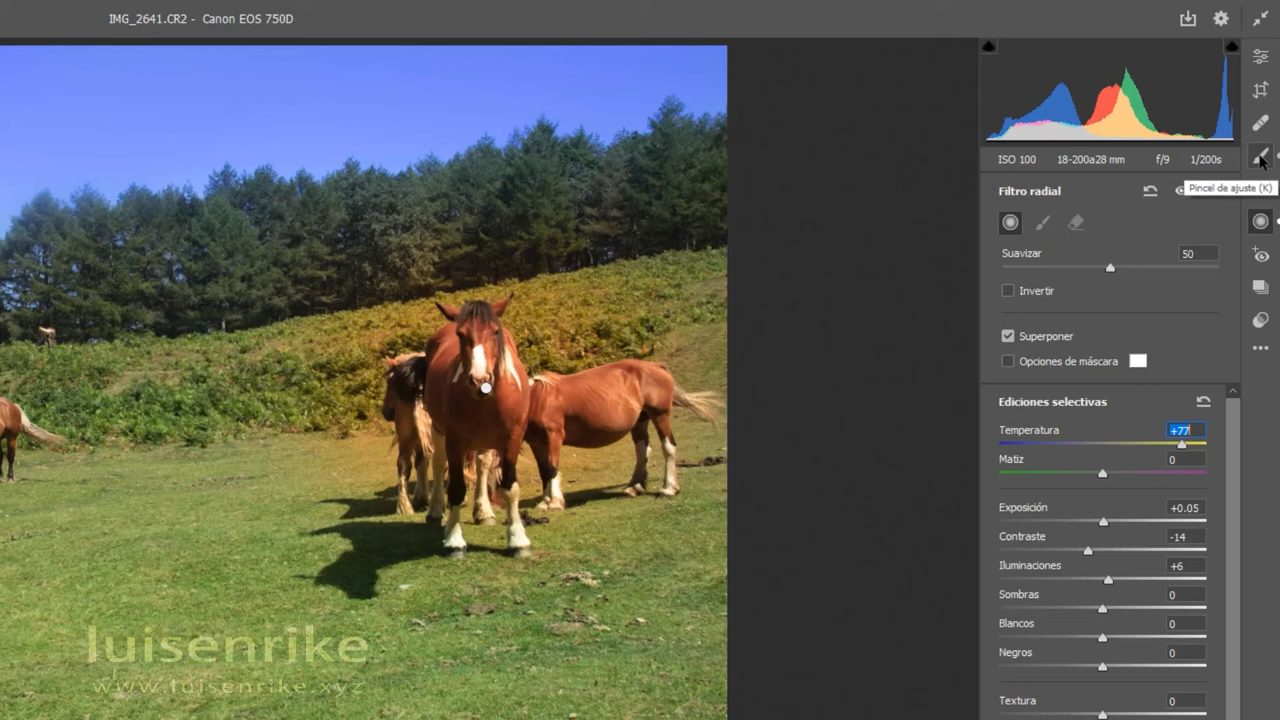 IMG_2641.CR2 - Canon EOS 750D
ISO 100 18-200a28 mm f/9 1/200s
Filtro radial
Pincel de ajuste (K)
Suavizar 50
Invertir
Superponer
Opciones de máscara
Ediciones selectivas
Temperatura +77
Matiz 0
Exposición +0.05
Contraste -14
Iluminaciones +6
Sombras 0
Blancos 0
Negros 0
Textura 0
luisenrike
www.luisenrike.xyz